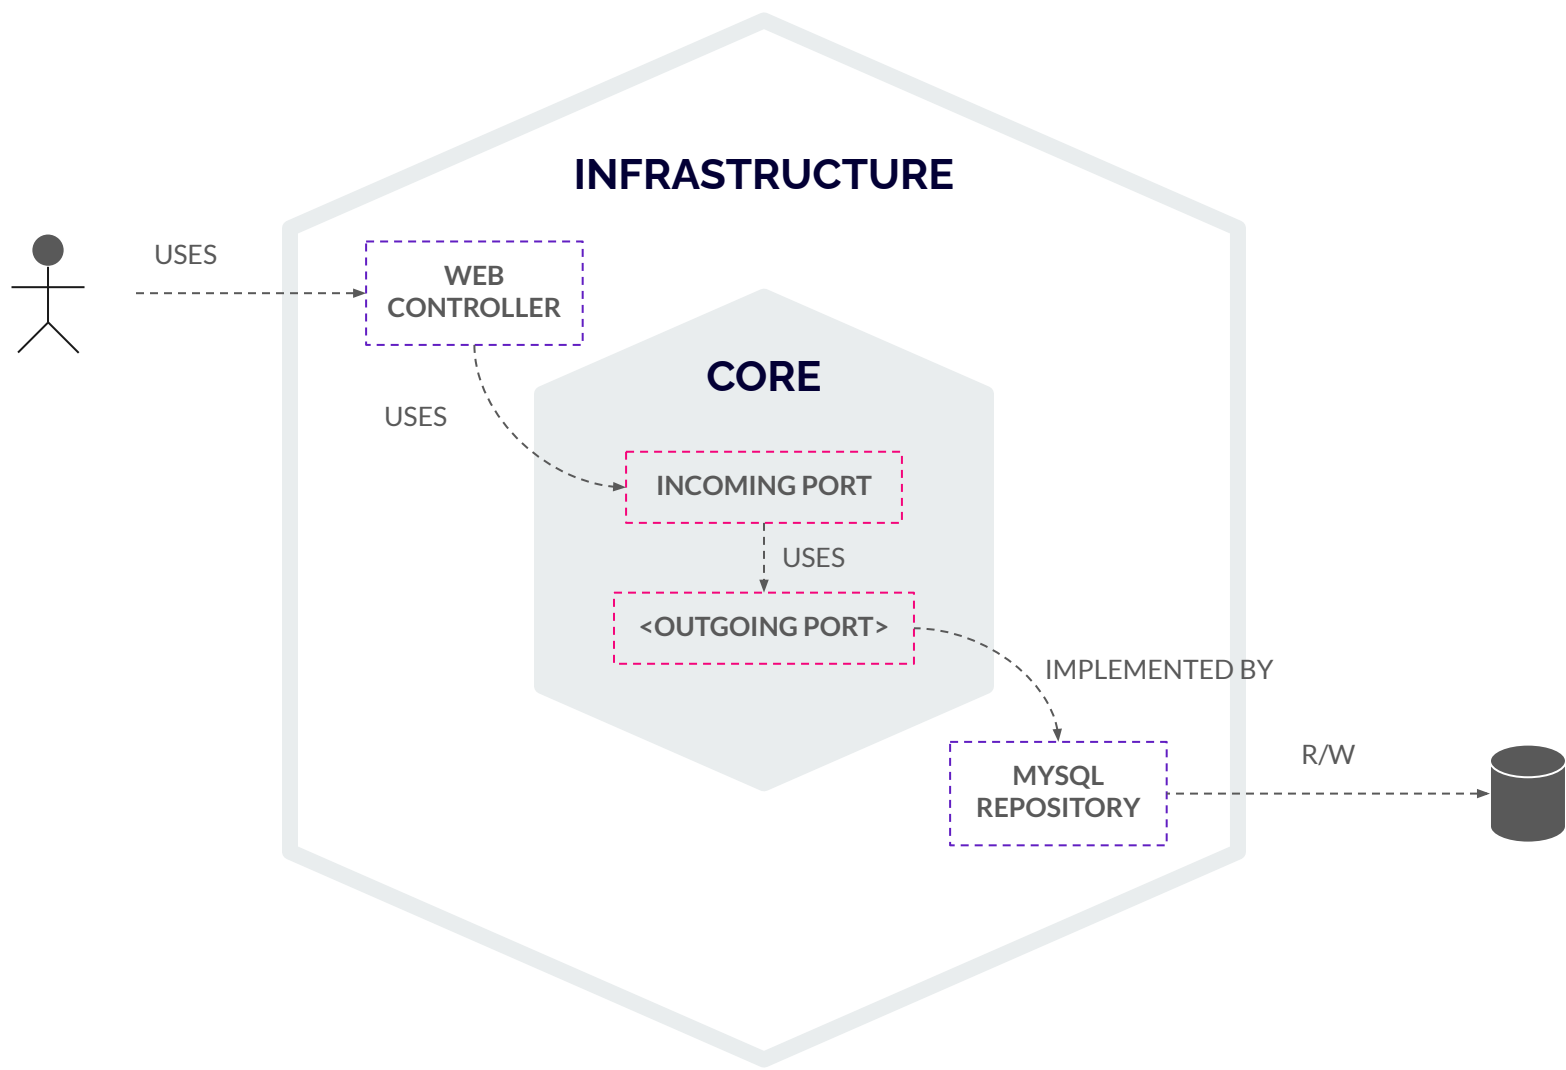 INFRASTRUCTURE
USES
WEB
CONTROLLER
CORE
USES
INCOMING PORT
USES
<OUTGOING PORT>
IMPLEMENTED BY
R/W
MYSQL
REPOSITORY